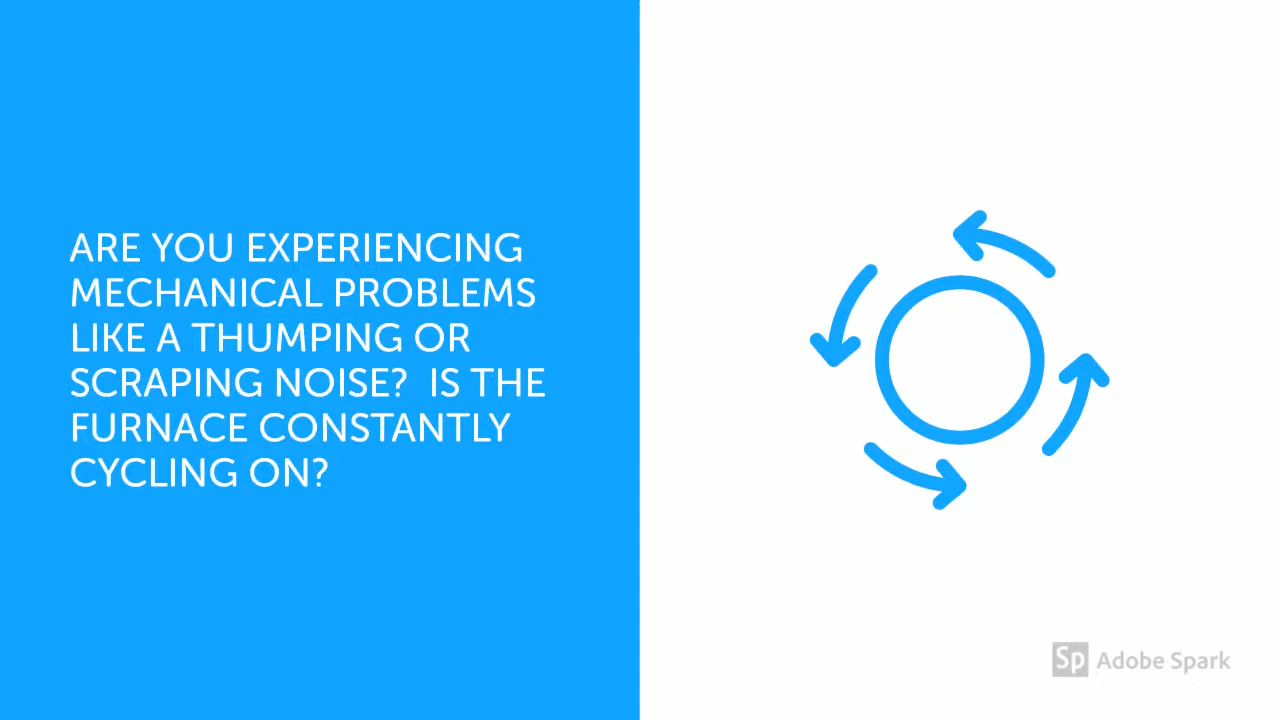 ARE YOU EXPERIENCING
MECHANICAL PROBLEMS
LIKE A THUMPING OR
SCRAPING NOISE?  IS THE
FURNACE CONSTANTLY
CYCLING ON?
Sp Adobe Spark